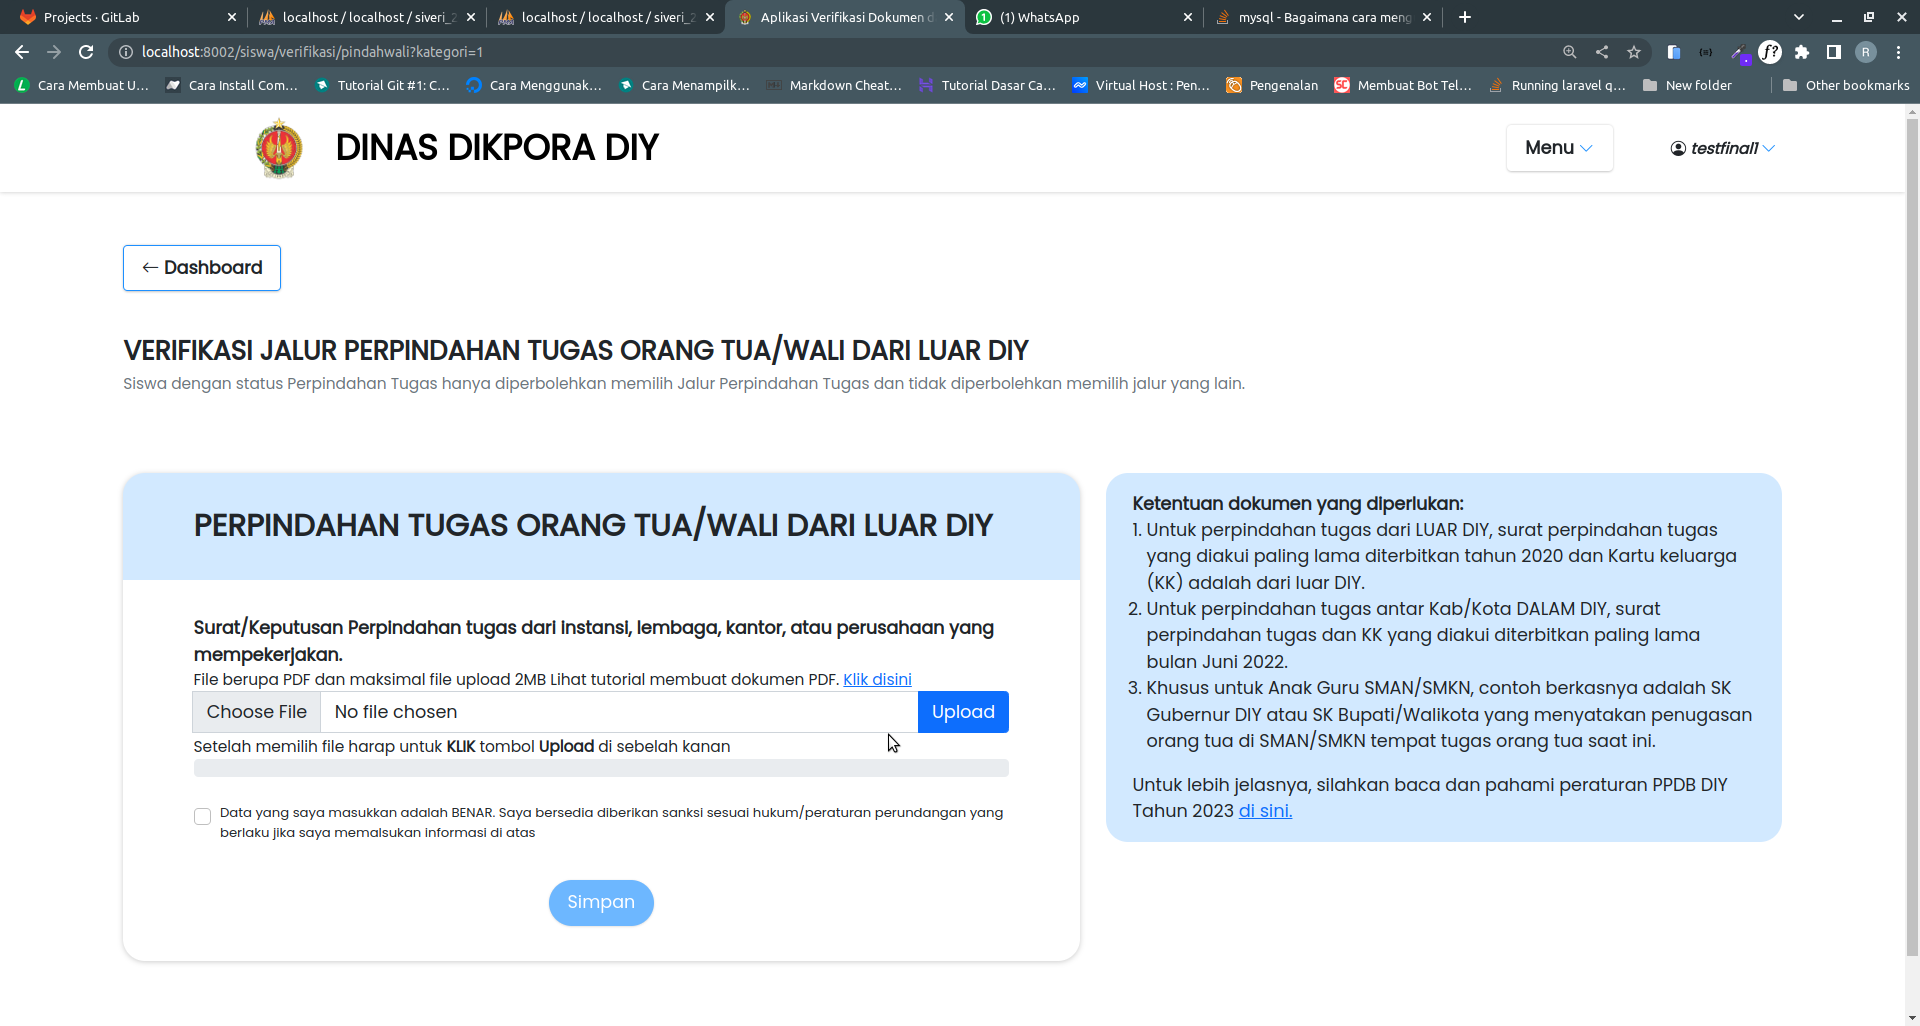 Projects · GitLab
localhost / localhost / siveri_2
localhost / localhost / siveri_2
Aplikasi Verifikasi Dokumen d
(1) WhatsApp
mysql - Bagaimana cara meng
localhost:8002/siswa/verifikasi/pindahwali?kategori=1
Cara Membuat U...
Cara Install Com...
Tutorial Git #1: C...
Cara Menggunak...
Cara Menampilk...
Markdown Cheat...
Tutorial Dasar Ca...
Virtual Host : Pen...
Pengenalan
Membuat Bot Tel...
Running laravel q...
New folder
Other bookmarks
DINAS DIKPORA DIY
Menu
testfinal1
← Dashboard
VERIFIKASI JALUR PERPINDAHAN TUGAS ORANG TUA/WALI DARI LUAR DIY
Siswa dengan status Perpindahan Tugas hanya diperbolehkan memilih Jalur Perpindahan Tugas dan tidak diperbolehkan memilih jalur yang lain.
PERPINDAHAN TUGAS ORANG TUA/WALI DARI LUAR DIY
Surat/Keputusan Perpindahan tugas dari instansi, lembaga, kantor, atau perusahaan yang
mempekerjakan.
File berupa PDF dan maksimal file upload 2MB Lihat tutorial membuat dokumen PDF. Klik disini
Choose File No file chosen Upload
Setelah memilih file harap untuk KLIK tombol Upload di sebelah kanan
Data yang saya masukkan adalah BENAR. Saya bersedia diberikan sanksi sesuai hukum/peraturan perundangan yang
berlaku jika saya memalsukan informasi di atas
Simpan
Ketentuan dokumen yang diperlukan:
1. Untuk perpindahan tugas dari LUAR DIY, surat perpindahan tugas
yang diakui paling lama diterbitkan tahun 2020 dan Kartu keluarga
(KK) adalah dari luar DIY.
2. Untuk perpindahan tugas antar Kab/Kota DALAM DIY, surat
perpindahan tugas dan KK yang diakui diterbitkan paling lama
bulan Juni 2022.
3. Khusus untuk Anak Guru SMAN/SMKN, contoh berkasnya adalah SK
Gubernur DIY atau SK Bupati/Walikota yang menyatakan penugasan
orang tua di SMAN/SMKN tempat tugas orang tua saat ini.
Untuk lebih jelasnya, silahkan baca dan pahami peraturan PPDB DIY
Tahun 2023 di sini.